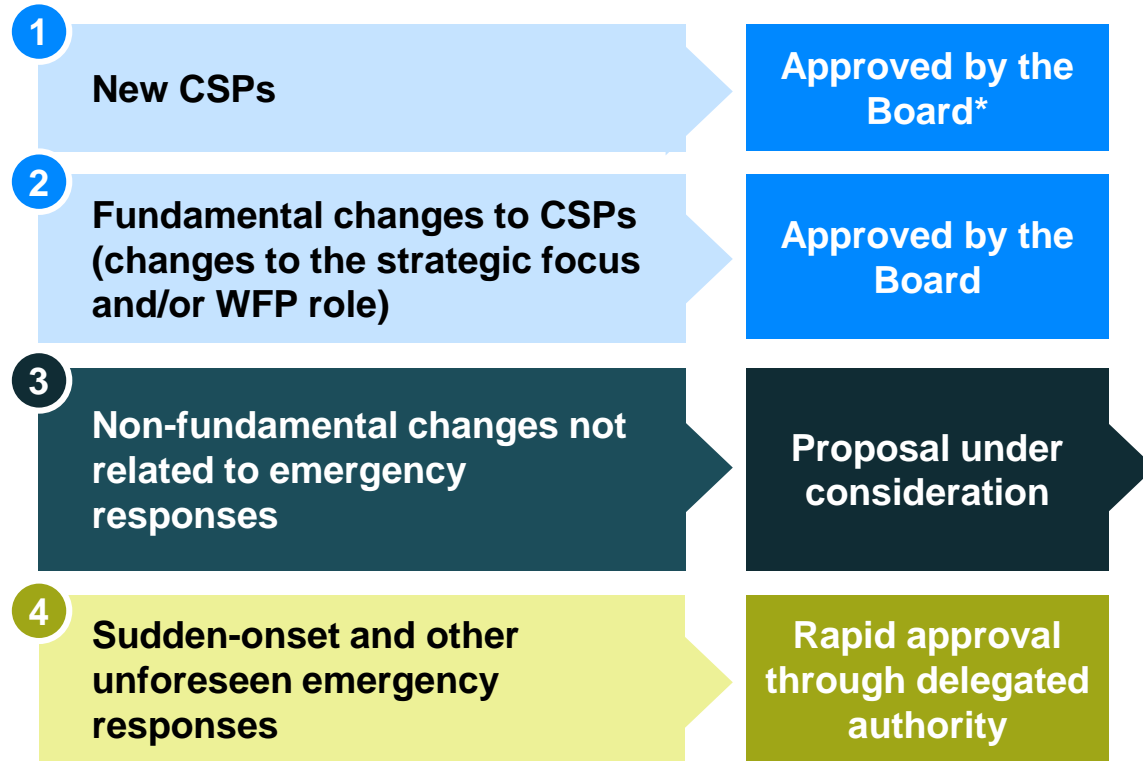 1
New CSPs
Approved by the
Board*
2
Fundamental changes to CSPs
(changes to the strategic focus
and/or WFP role)
Approved by the
Board
3
Non-fundamental changes not
related to emergency
responses
Proposal under
consideration
4
Sudden-onset and other
unforeseen emergency
responses
Rapid approval
through delegated
authority